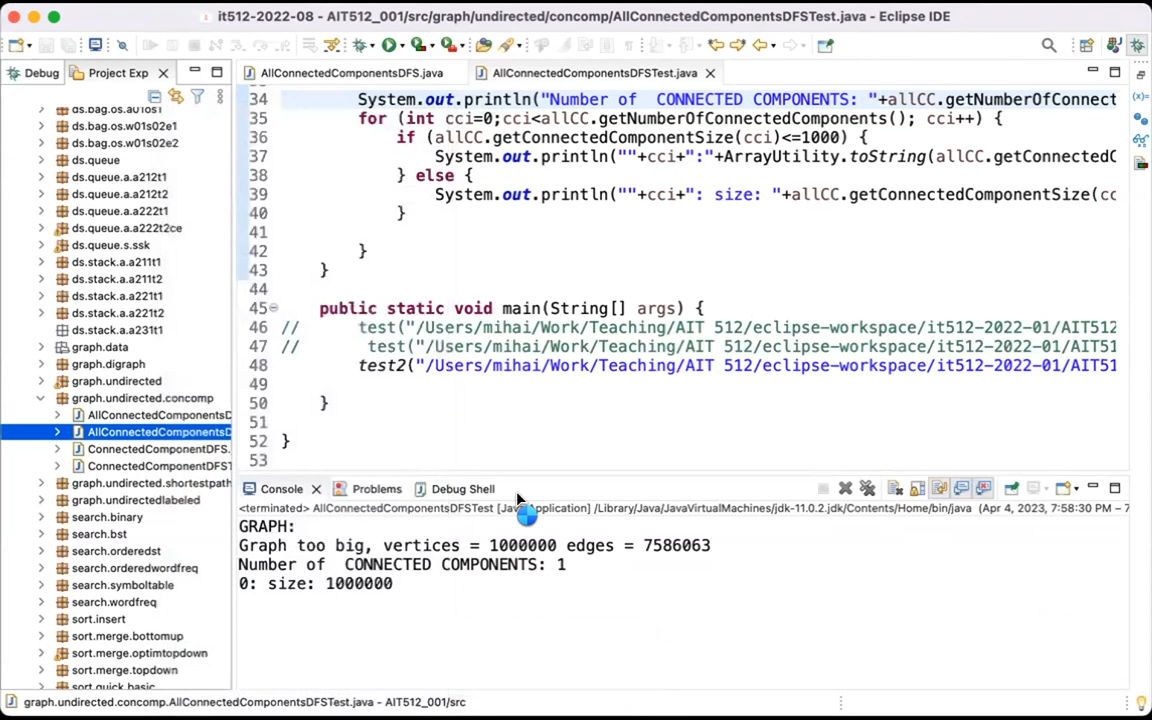 it512-2022-08 - AIT512_001/src/graph/undirected/concomp/AllConnectedComponentsDFSTest.java - Eclipse IDE
Debug
Project Exp
AllConnectedComponentsDFS.java
AllConnectedComponentsDFSTest.java
ds.bag.os.a01os1
ds.bag.os.w01s02e1
ds.bag.os.w01s02e2
ds.queue
ds.queue.a.a212t1
ds.queue.a.a212t2
ds.queue.a.a222t1
ds.queue.a.a222t2ce
ds.queue.s.ssk
ds.stack.a.a211t1
ds.stack.a.a211t2
ds.stack.a.a221t1
ds.stack.a.a221t2
ds.stack.a.a231t1
graph.data
graph.digraph
graph.undirected
graph.undirected.concomp
AllConnectedComponentsD
AllConnectedComponentsD
ConnectedComponentDFS.
ConnectedComponentDFST
graph.undirected.shortestpath
graph.undirectedlabeled
search.binary
search.bst
search.orderedst
search.orderedwordfreq
search.symboltable
search.wordfreq
sort.insert
sort.merge.bottomup
sort.merge.optimtopdown
sort.merge.topdown
sort.quick.basic
34 System.out.println("Number of  CONNECTED COMPONENTS: "+allCC.getNumberOfConnect
35 for (int cci=0;cci<allCC.getNumberOfConnectedComponents(); cci++) {
36 if (allCC.getConnectedComponentSize(cci)<=1000) {
37 System.out.println(""+cci+":"+ArrayUtility.toString(allCC.getConnectedC
38 } else {
39 System.out.println(""+cci+": size: "+allCC.getConnectedComponentSize(cc
40 }
41
42 }
43 }
44
45 public static void main(String[] args) {
46 // test("/Users/mihai/Work/Teaching/AIT 512/eclipse-workspace/it512-2022-01/AIT512
47 // test("/Users/mihai/Work/Teaching/AIT 512/eclipse-workspace/it512-2022-01/AIT51
48 test2("/Users/mihai/Work/Teaching/AIT 512/eclipse-workspace/it512-2022-01/AIT51
49
50 }
51
52 }
53
Console
Problems
Debug Shell
<terminated> AllConnectedComponentsDFSTest [Java Application] /Library/Java/JavaVirtualMachines/jdk-11.0.2.jdk/Contents/Home/bin/java (Apr 4, 2023, 7:58:30 PM – 7
GRAPH:
Graph too big, vertices = 1000000 edges = 7586063
Number of  CONNECTED COMPONENTS: 1
0: size: 1000000
graph.undirected.concomp.AllConnectedComponentsDFSTest.java - AIT512_001/src